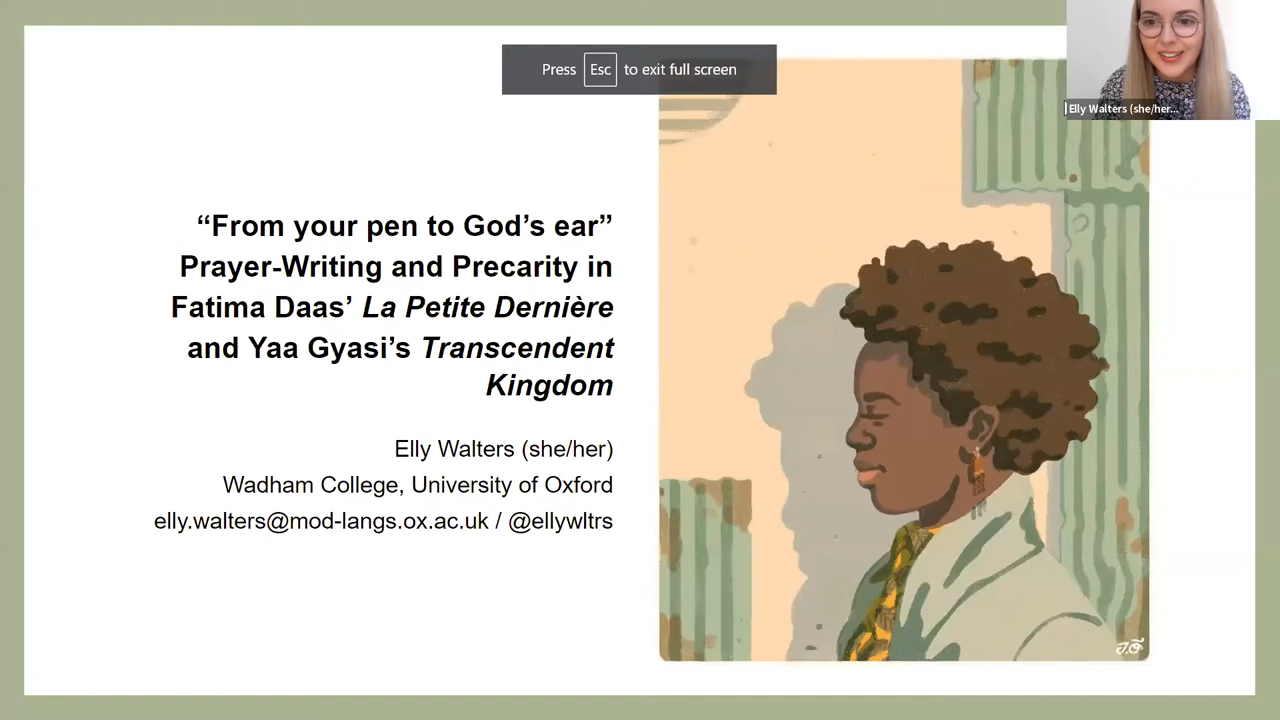 Press Esc to exit full screen
Elly Walters (she/her...
“From your pen to God’s ear”
Prayer-Writing and Precarity in
Fatima Daas’ La Petite Dernière
and Yaa Gyasi’s Transcendent
Kingdom
Elly Walters (she/her)
Wadham College, University of Oxford
elly.walters@mod-langs.ox.ac.uk / @ellywltrs